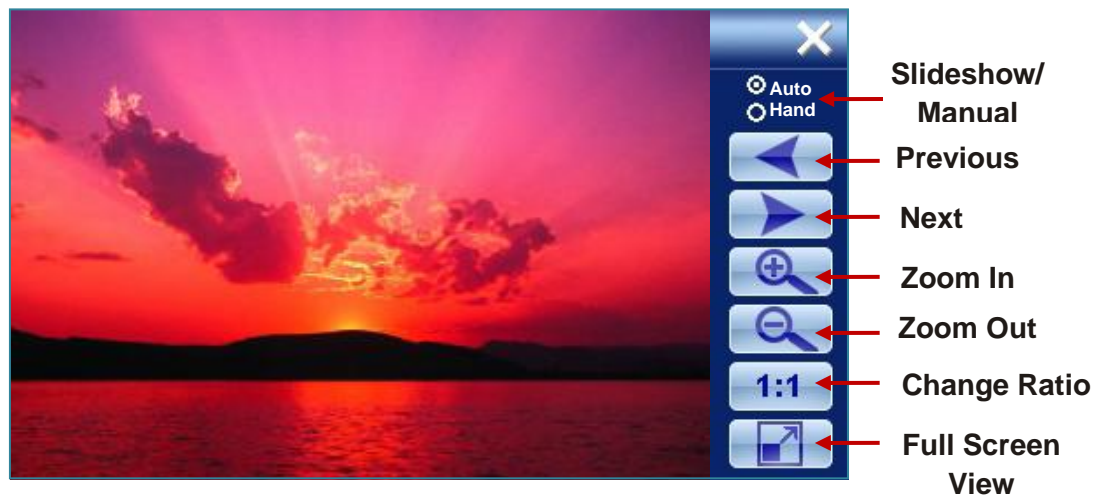 Auto
Hand
Slideshow/
Manual
Previous
Next
Zoom In
Zoom Out
1:1
Change Ratio
Full Screen
View